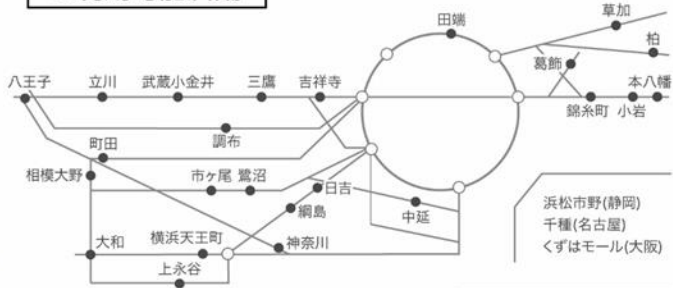 田端
草加
柏
葛飾
八王子
立川
武蔵小金井
三鷹
吉祥寺
本八幡
錦糸町
小岩
調布
町田
相模大野
市ヶ尾
鷺沼
日吉
綱島
中延
大和
横浜天王町
神奈川
上永谷
浜松市野(静岡)
千種(名古屋)
くずはモール(大阪)